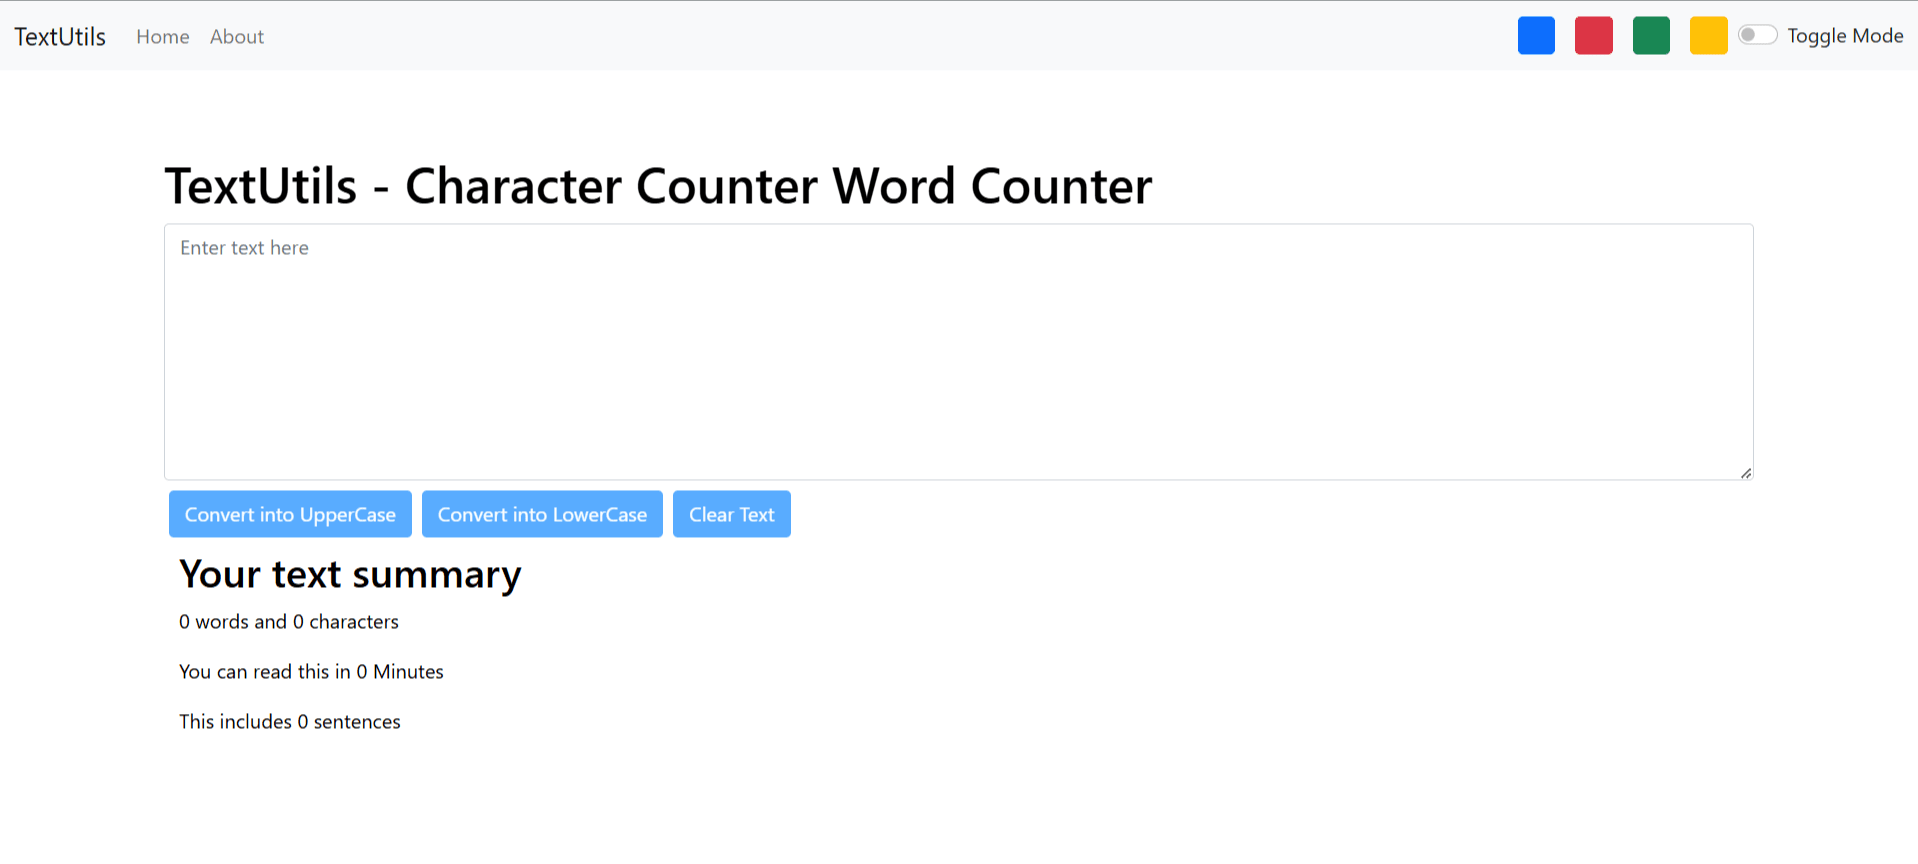 TextUtils Home About Toggle Mode
TextUtils - Character Counter Word Counter
Enter text here
Convert into UpperCase Convert into LowerCase Clear Text
Your text summary
0 words and 0 characters
You can read this in 0 Minutes
This includes 0 sentences